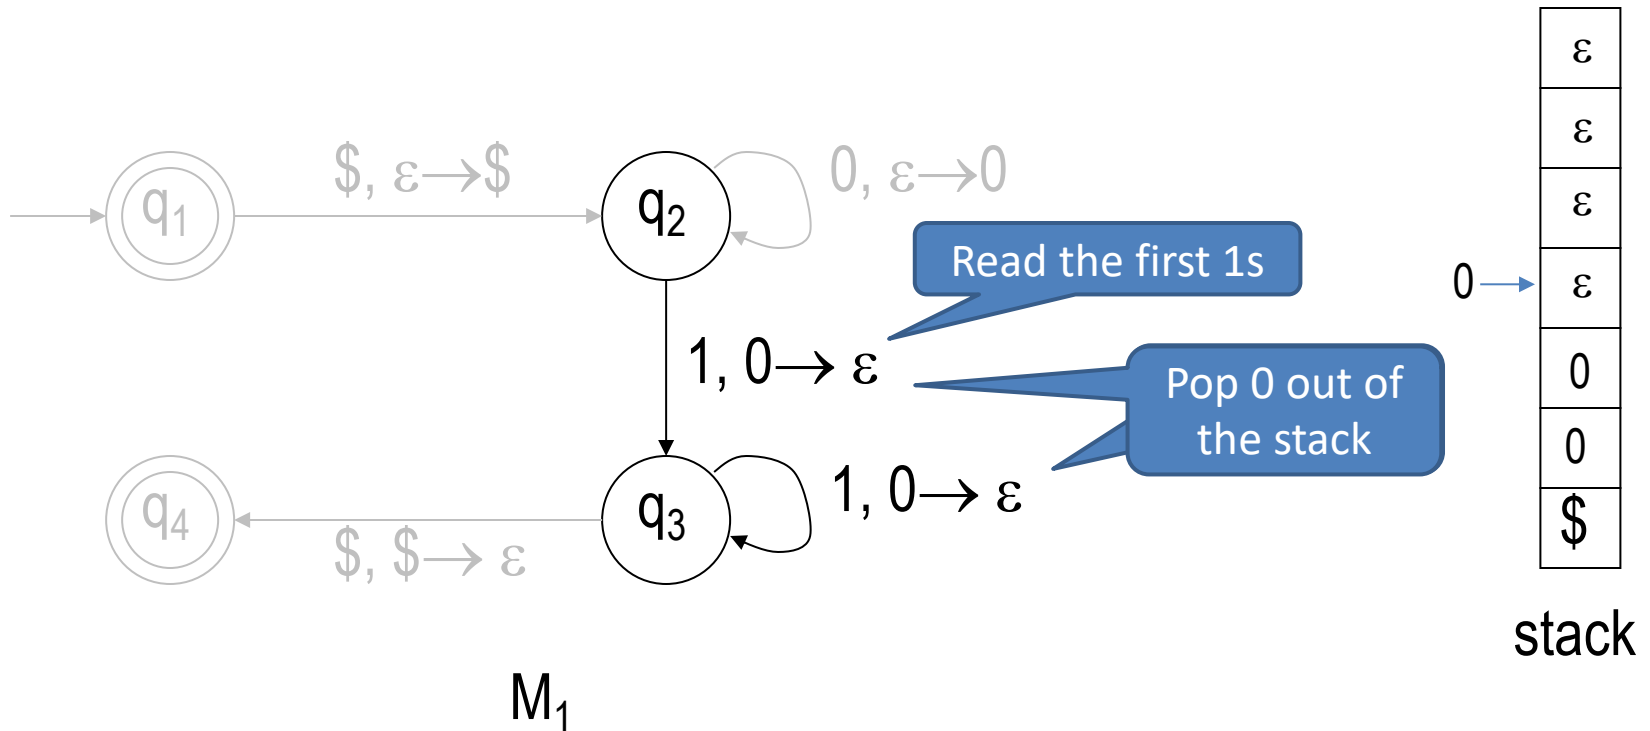 ε
ε
q₁
$, ε→$
q₂
0, ε→0
ε
Read the first 1s
0
ε
1, 0→ ε
Pop 0 out of
the stack
0
0
q₄
$, $→ ε
q₃
1, 0→ ε
$
stack
M₁